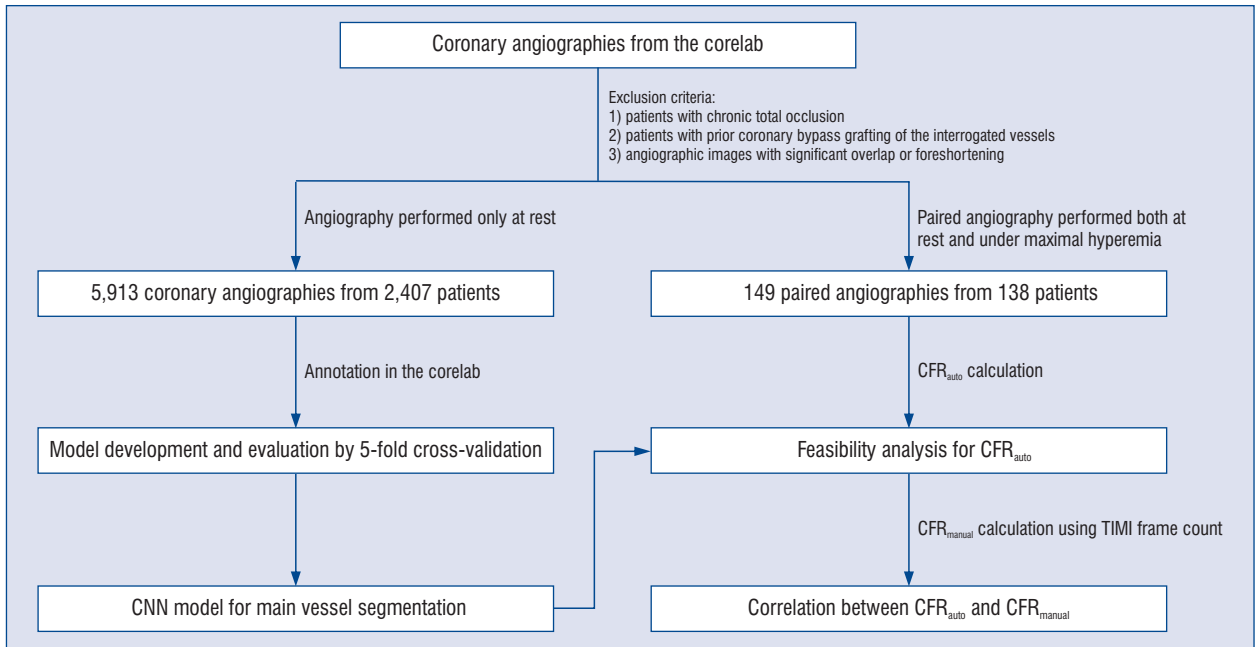 Coronary angiographies from the corelab
Exclusion criteria:
1) patients with chronic total occlusion
2) patients with prior coronary bypass grafting of the interrogated vessels
3) angiographic images with significant overlap or foreshortening
Angiography performed only at rest
Paired angiography performed both at
rest and under maximal hyperemia
5,913 coronary angiographies from 2,407 patients
149 paired angiographies from 138 patients
Annotation in the corelab
CFRauto calculation
Model development and evaluation by 5-fold cross-validation
Feasibility analysis for CFRauto
CFRmanual calculation using TIMI frame count
CNN model for main vessel segmentation
Correlation between CFRauto and CFRmanual